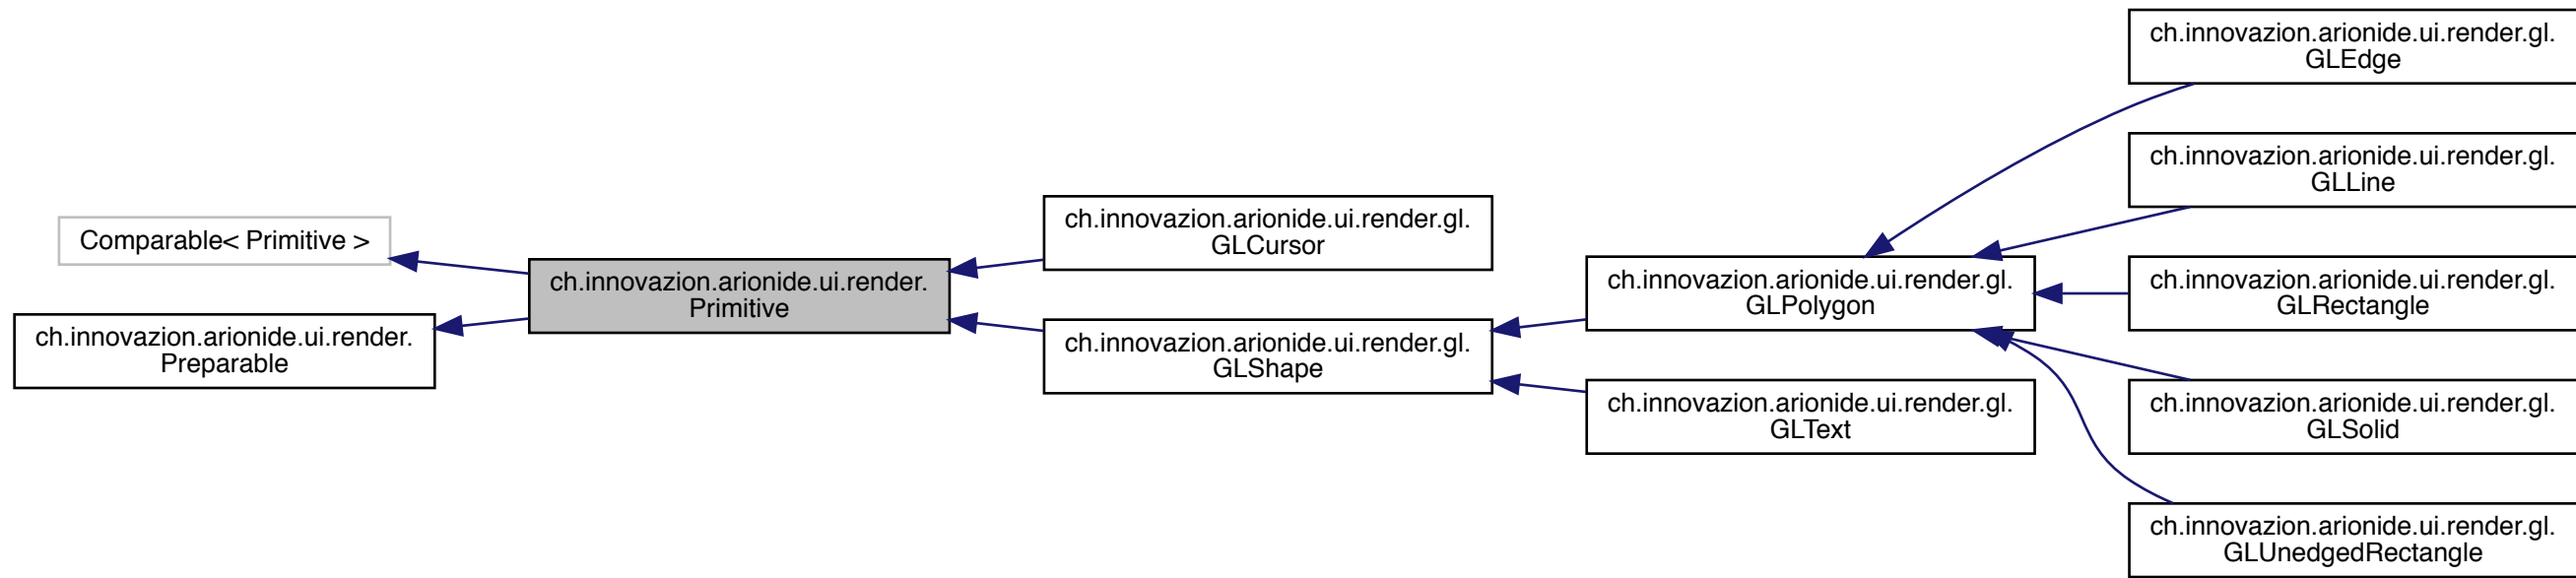 Comparable< Primitive >
ch.innovazion.arionide.ui.render.
Preparable
ch.innovazion.arionide.ui.render.
Primitive
ch.innovazion.arionide.ui.render.gl.
GLCursor
ch.innovazion.arionide.ui.render.gl.
GLShape
ch.innovazion.arionide.ui.render.gl.
GLPolygon
ch.innovazion.arionide.ui.render.gl.
GLText
ch.innovazion.arionide.ui.render.gl.
GLEdge
ch.innovazion.arionide.ui.render.gl.
GLLine
ch.innovazion.arionide.ui.render.gl.
GLRectangle
ch.innovazion.arionide.ui.render.gl.
GLSolid
ch.innovazion.arionide.ui.render.gl.
GLUnedgedRectangle